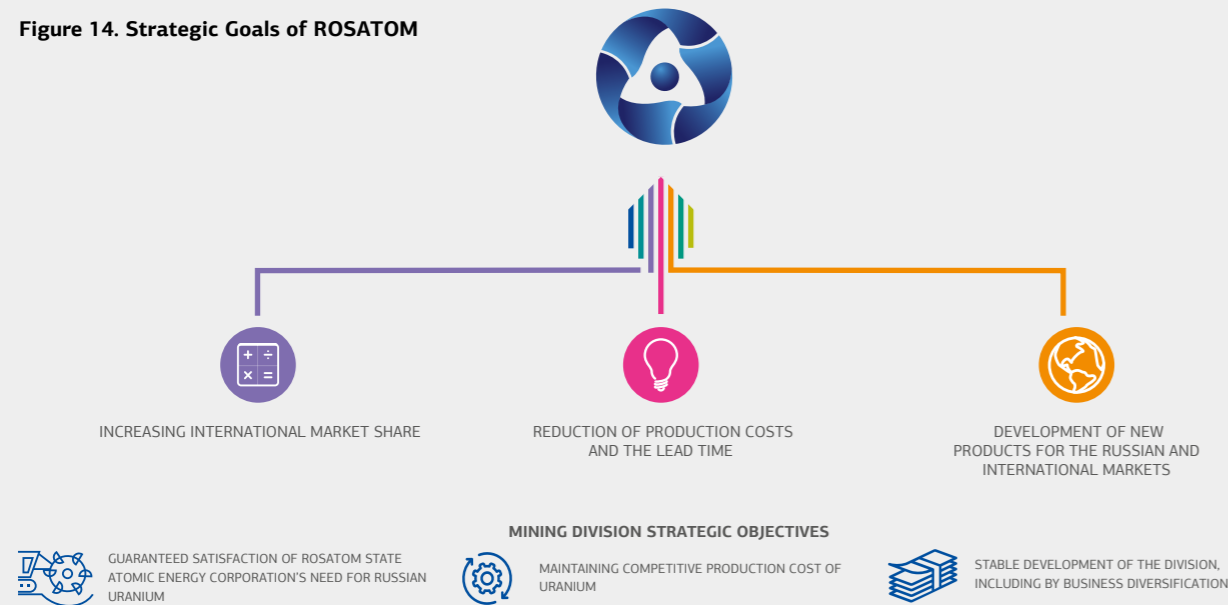 Figure 14. Strategic Goals of ROSATOM
+ ÷
× =
INCREASING INTERNATIONAL MARKET SHARE
REDUCTION OF PRODUCTION COSTS
AND THE LEAD TIME
DEVELOPMENT OF NEW
PRODUCTS FOR THE RUSSIAN AND
INTERNATIONAL MARKETS
MINING DIVISION STRATEGIC OBJECTIVES
GUARANTEED SATISFACTION OF ROSATOM STATE
ATOMIC ENERGY CORPORATION'S NEED FOR RUSSIAN
URANIUM
MAINTAINING COMPETITIVE PRODUCTION COST OF
URANIUM
STABLE DEVELOPMENT OF THE DIVISION,
INCLUDING BY BUSINESS DIVERSIFICATION